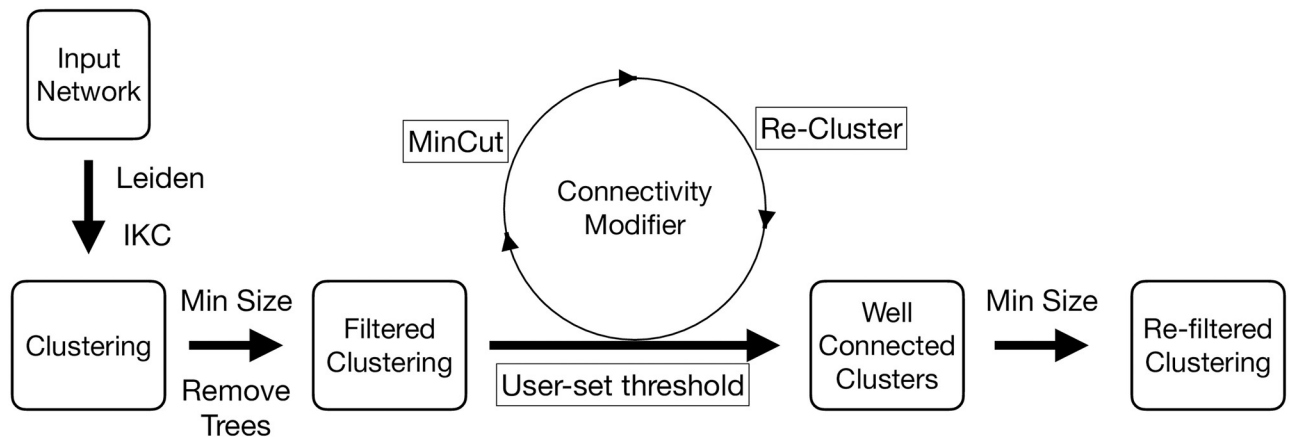 Input
Network
Leiden
IKC
MinCut
Re-Cluster
Connectivity
Modifier
Clustering
Min Size
Remove
Trees
Filtered
Clustering
User-set threshold
Well
Connected
Clusters
Min Size
Re-filtered
Clustering